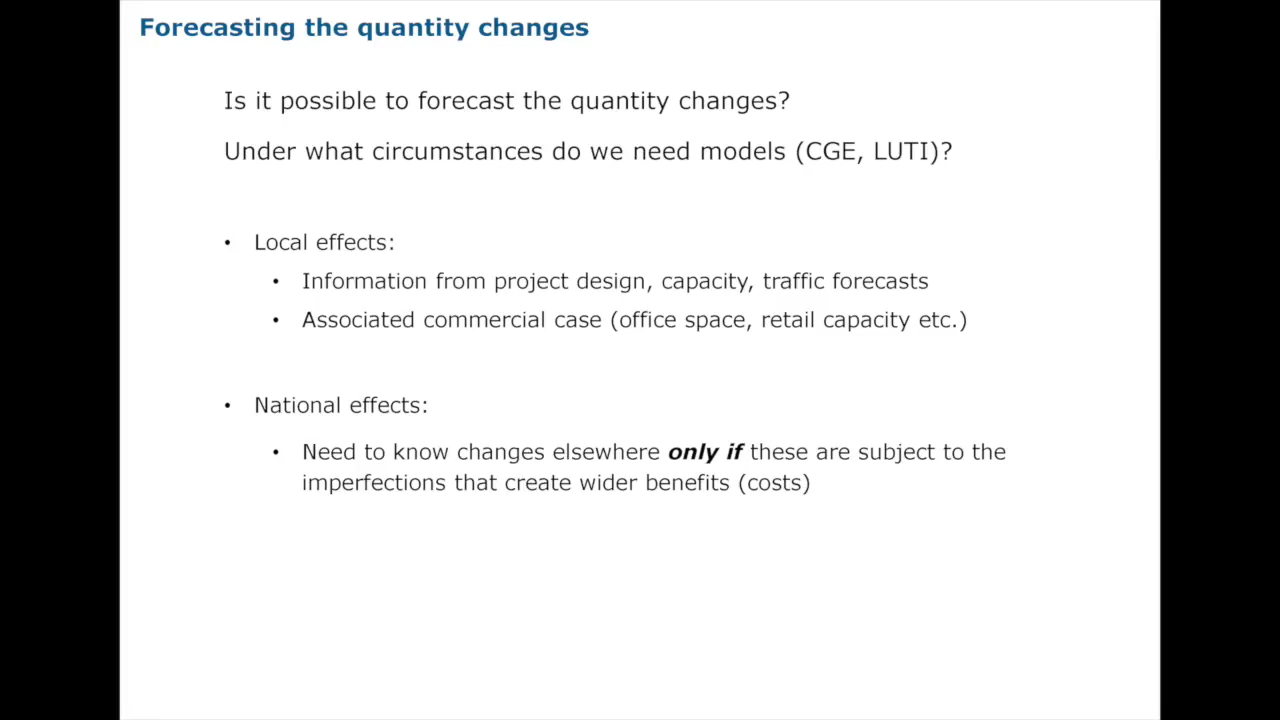 Forecasting the quantity changes
Is it possible to forecast the quantity changes?
Under what circumstances do we need models (CGE, LUTI)?
• Local effects:
• Information from project design, capacity, traffic forecasts
• Associated commercial case (office space, retail capacity etc.)
• National effects:
• Need to know changes elsewhere only if these are subject to the
imperfections that create wider benefits (costs)